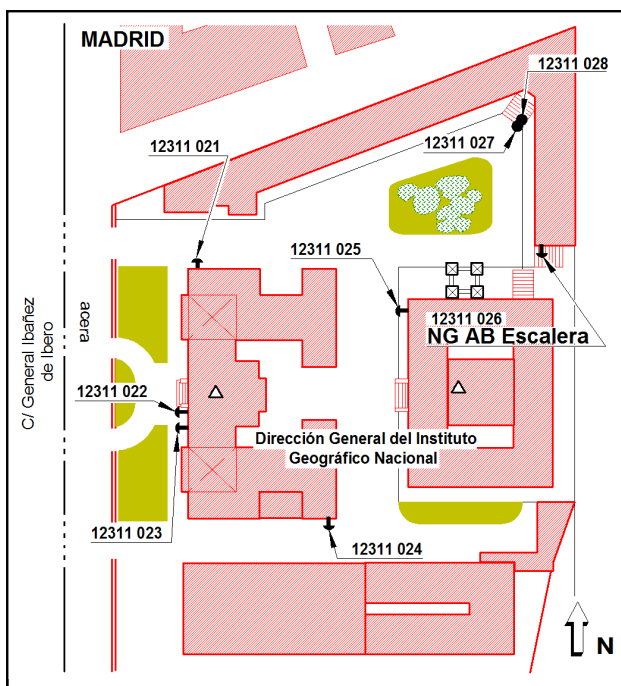 MADRID
12311 028
12311 027
12311 021
12311 025
12311 026
NG AB Escalera
C/ General Ibañez
de Ibero
acera
12311 022
Dirección General del Instituto
Geográfico Nacional
12311 023
12311 024
N